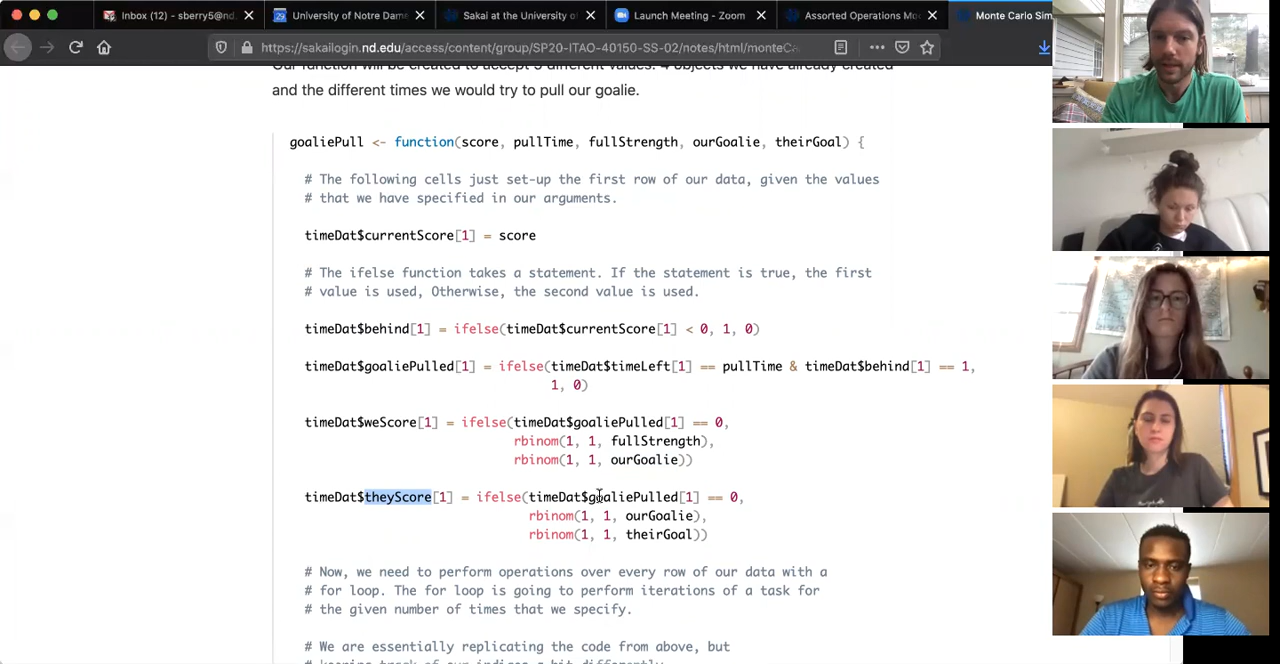 Inbox (12) - sberry5@nd.
University of Notre Dame
Sakai at the University of
Launch Meeting - Zoom
Assorted Operations Mo
Monte Carlo Sim
https://sakailogin.nd.edu/access/content/group/SP20-ITAO-40150-SS-02/notes/html/monteCa
and the different times we would try to pull our goalie.
goaliePull <- function(score, pullTime, fullStrength, ourGoalie, theirGoal) {
# The following cells just set-up the first row of our data, given the values
# that we have specified in our arguments.
timeDat$currentScore[1] = score
# The ifelse function takes a statement. If the statement is true, the first
# value is used, Otherwise, the second value is used.
timeDat$behind[1] = ifelse(timeDat$currentScore[1] < 0, 1, 0)
timeDat$goaliePulled[1] = ifelse(timeDat$timeLeft[1] == pullTime & timeDat$behind[1] == 1,
1, 0)
timeDat$weScore[1] = ifelse(timeDat$goaliePulled[1] == 0,
rbinom(1, 1, fullStrength),
rbinom(1, 1, ourGoalie))
timeDat$theyScore[1] = ifelse(timeDat$goaliePulled[1] == 0,
rbinom(1, 1, ourGoalie),
rbinom(1, 1, theirGoal))
# Now, we need to perform operations over every row of our data with a
# for loop. The for loop is going to perform iterations of a task for
# the given number of times that we specify.
# We are essentially replicating the code from above, but